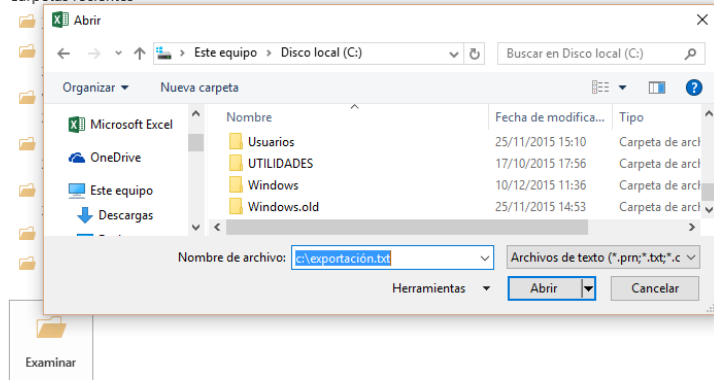 Abrir
Este equipo > Disco local (C:)
Buscar en Disco local (C:)
Organizar
Nueva carpeta
Nombre
Fecha de modifica...
Tipo
Microsoft Excel
OneDrive
Este equipo
Descargas
Usuarios 25/11/2015 15:10 Carpeta de arch
UTILIDADES 17/10/2015 17:56 Carpeta de arch
Windows 10/12/2015 11:36 Carpeta de arch
Windows.old 25/11/2015 14:53 Carpeta de arch
Nombre de archivo: c:\exportación.txt
Archivos de texto (*.prn;*.txt;*.c
Herramientas
Abrir
Cancelar
Examinar